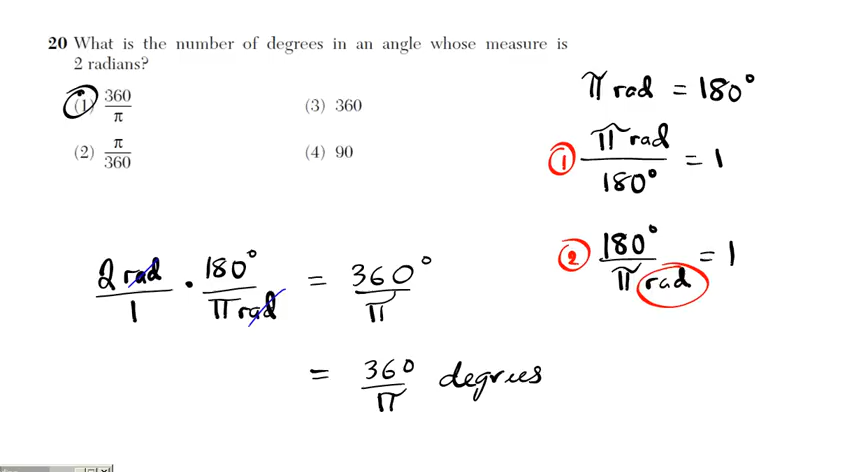 20 What is the number of degrees in an angle whose measure is
2 radians?
(1) 360/π
(3) 360
(2) π/360
(4) 90
π rad = 180°
① π rad/180° = 1
② 180°/π rad = 1
2 rad/1 · 180°/π rad = 360°/π
= 360/π degrees